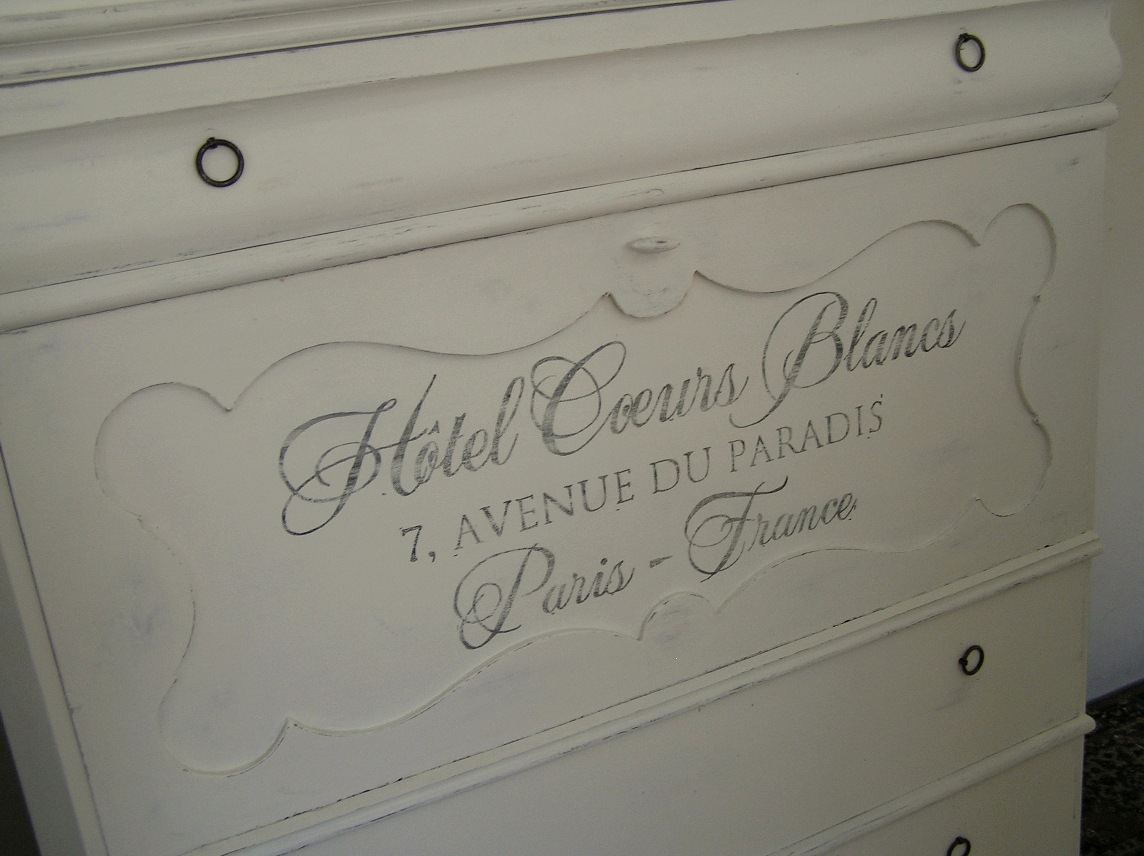 Hôtel Cœurs Blancs
7, AVENUE DU PARADIS
Paris - France